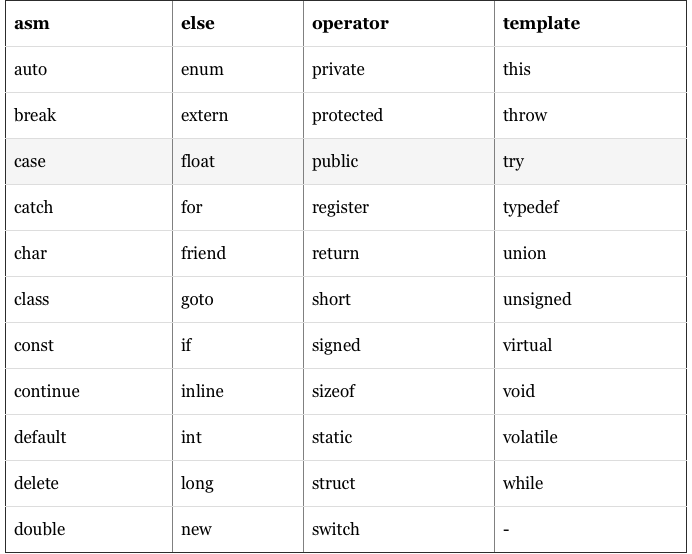 asm else operator template
auto enum private this
break extern protected throw
case float public try
catch for register typedef
char friend return union
class goto short unsigned
const if signed virtual
continue inline sizeof void
default int static volatile
delete long struct while
double new switch -